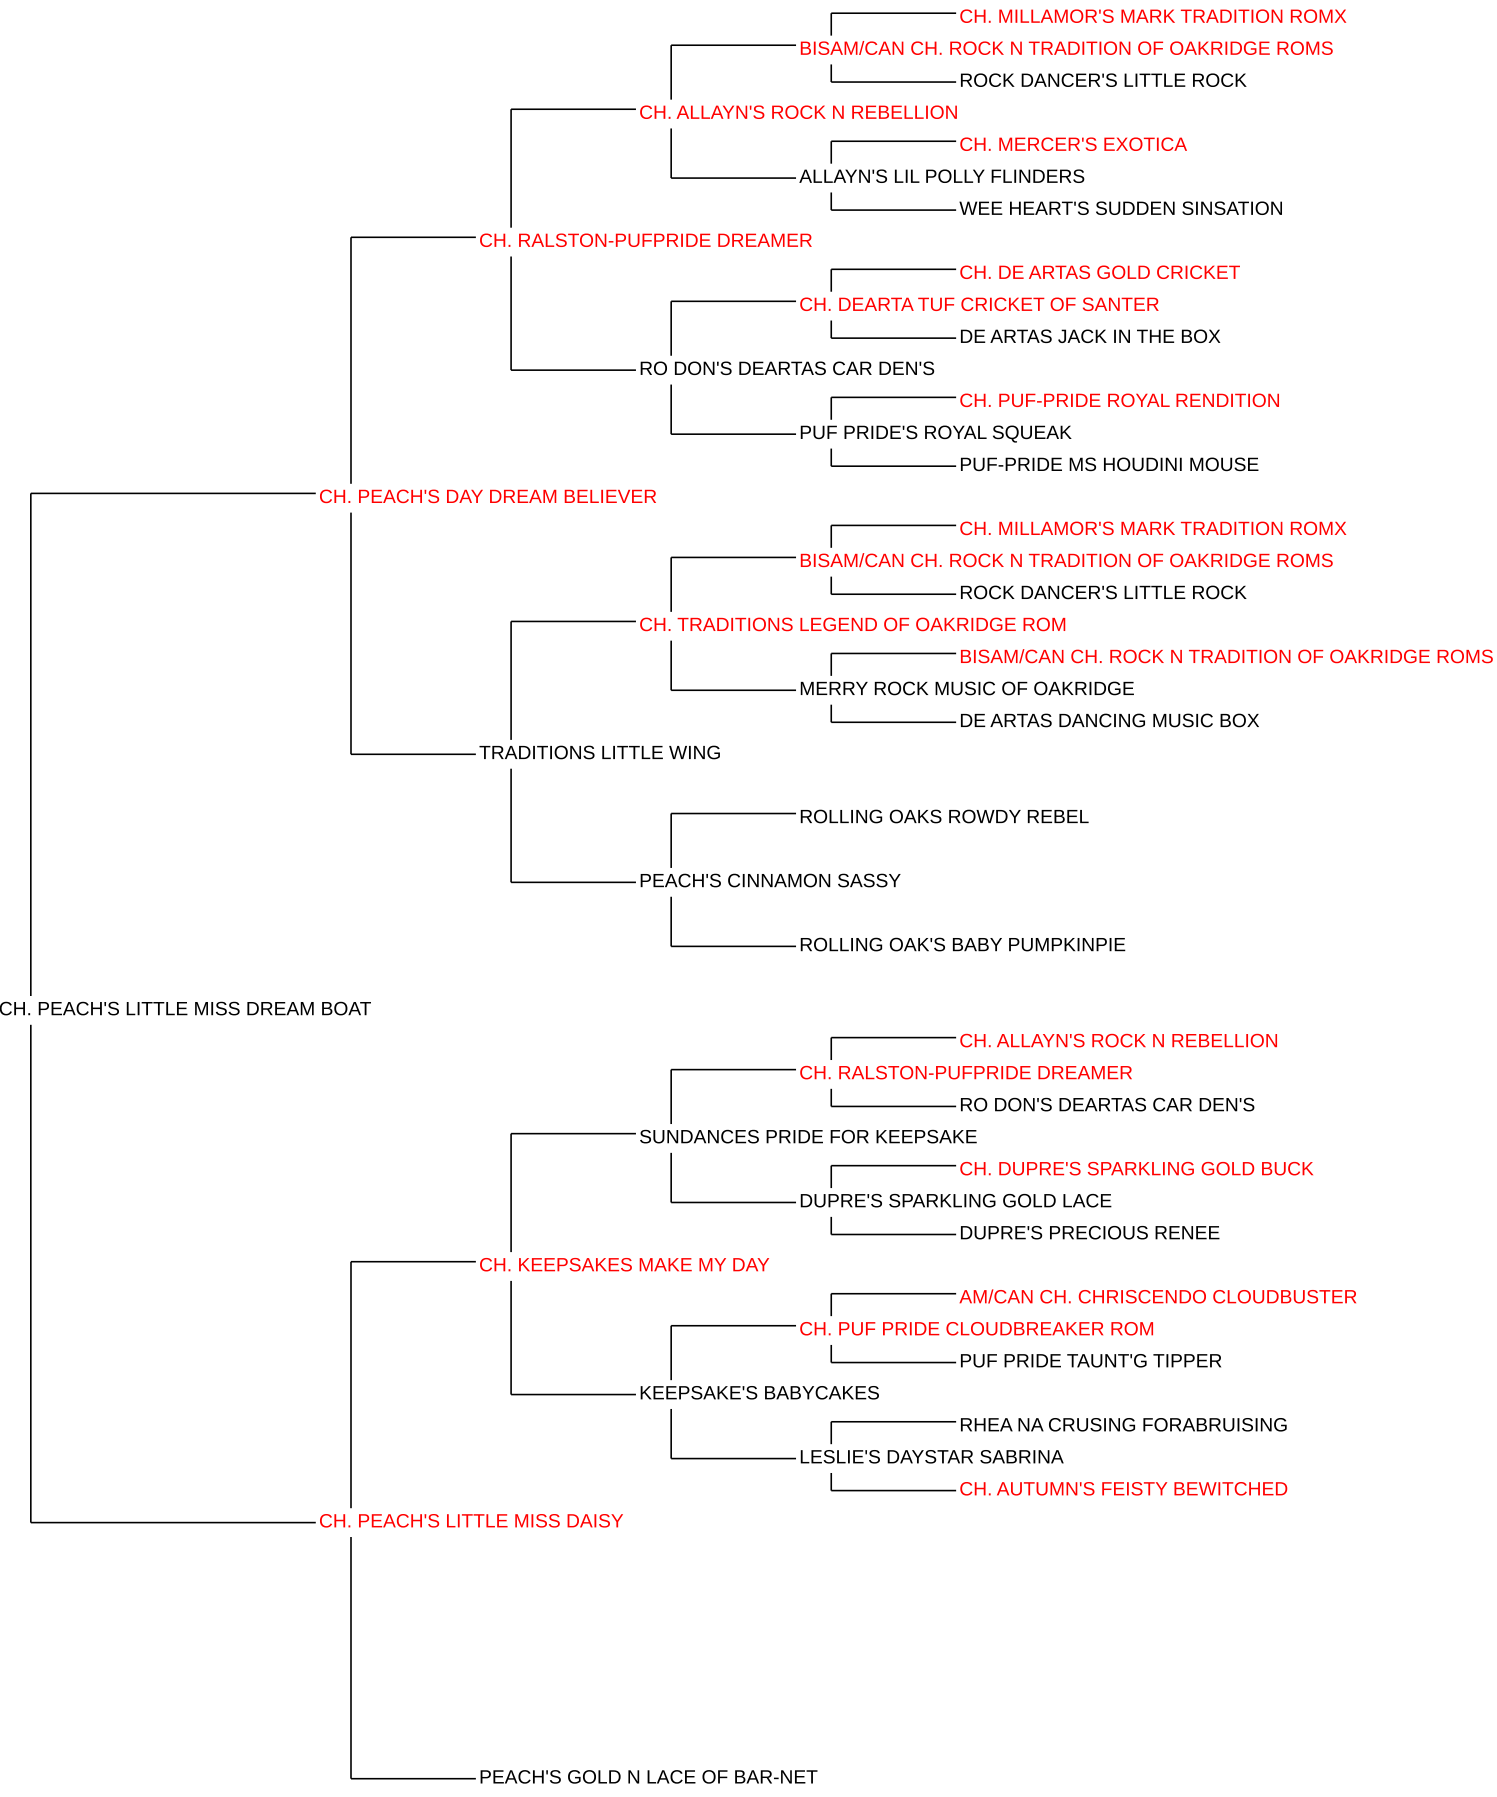 CH. MILLAMOR'S MARK TRADITION ROMX
BISAM/CAN CH. ROCK N TRADITION OF OAKRIDGE ROMS
ROCK DANCER'S LITTLE ROCK
CH. ALLAYN'S ROCK N REBELLION
CH. MERCER'S EXOTICA
ALLAYN'S LIL POLLY FLINDERS
WEE HEART'S SUDDEN SINSATION
CH. RALSTON-PUFPRIDE DREAMER
CH. DE ARTAS GOLD CRICKET
CH. DEARTA TUF CRICKET OF SANTER
DE ARTAS JACK IN THE BOX
RO DON'S DEARTAS CAR DEN'S
CH. PUF-PRIDE ROYAL RENDITION
PUF PRIDE'S ROYAL SQUEAK
PUF-PRIDE MS HOUDINI MOUSE
CH. PEACH'S DAY DREAM BELIEVER
CH. MILLAMOR'S MARK TRADITION ROMX
BISAM/CAN CH. ROCK N TRADITION OF OAKRIDGE ROMS
ROCK DANCER'S LITTLE ROCK
CH. TRADITIONS LEGEND OF OAKRIDGE ROM
BISAM/CAN CH. ROCK N TRADITION OF OAKRIDGE ROMS
MERRY ROCK MUSIC OF OAKRIDGE
DE ARTAS DANCING MUSIC BOX
TRADITIONS LITTLE WING
ROLLING OAKS ROWDY REBEL
PEACH'S CINNAMON SASSY
ROLLING OAK'S BABY PUMPKINPIE
CH. PEACH'S LITTLE MISS DREAM BOAT
CH. ALLAYN'S ROCK N REBELLION
CH. RALSTON-PUFPRIDE DREAMER
RO DON'S DEARTAS CAR DEN'S
SUNDANCES PRIDE FOR KEEPSAKE
CH. DUPRE'S SPARKLING GOLD BUCK
DUPRE'S SPARKLING GOLD LACE
DUPRE'S PRECIOUS RENEE
CH. KEEPSAKES MAKE MY DAY
AM/CAN CH. CHRISCENDO CLOUDBUSTER
CH. PUF PRIDE CLOUDBREAKER ROM
PUF PRIDE TAUNT'G TIPPER
KEEPSAKE'S BABYCAKES
RHEA NA CRUSING FORABRUISING
LESLIE'S DAYSTAR SABRINA
CH. AUTUMN'S FEISTY BEWITCHED
CH. PEACH'S LITTLE MISS DAISY
PEACH'S GOLD N LACE OF BAR-NET